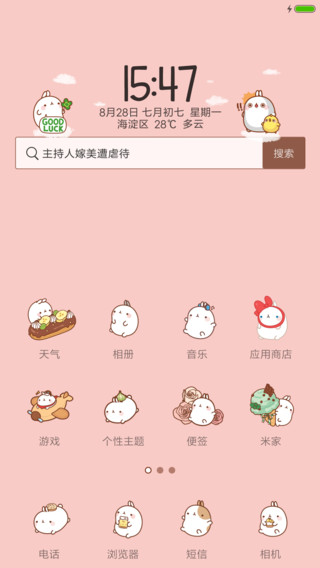 15:47
8月28日 七月初七 星期一
海淀区 28℃ 多云
GOOD
LUCK
主持人嫁美遭虐待 搜索
天气 相册 音乐 应用商店
游戏 个性主题 便签 米家
电话 浏览器 短信 相机